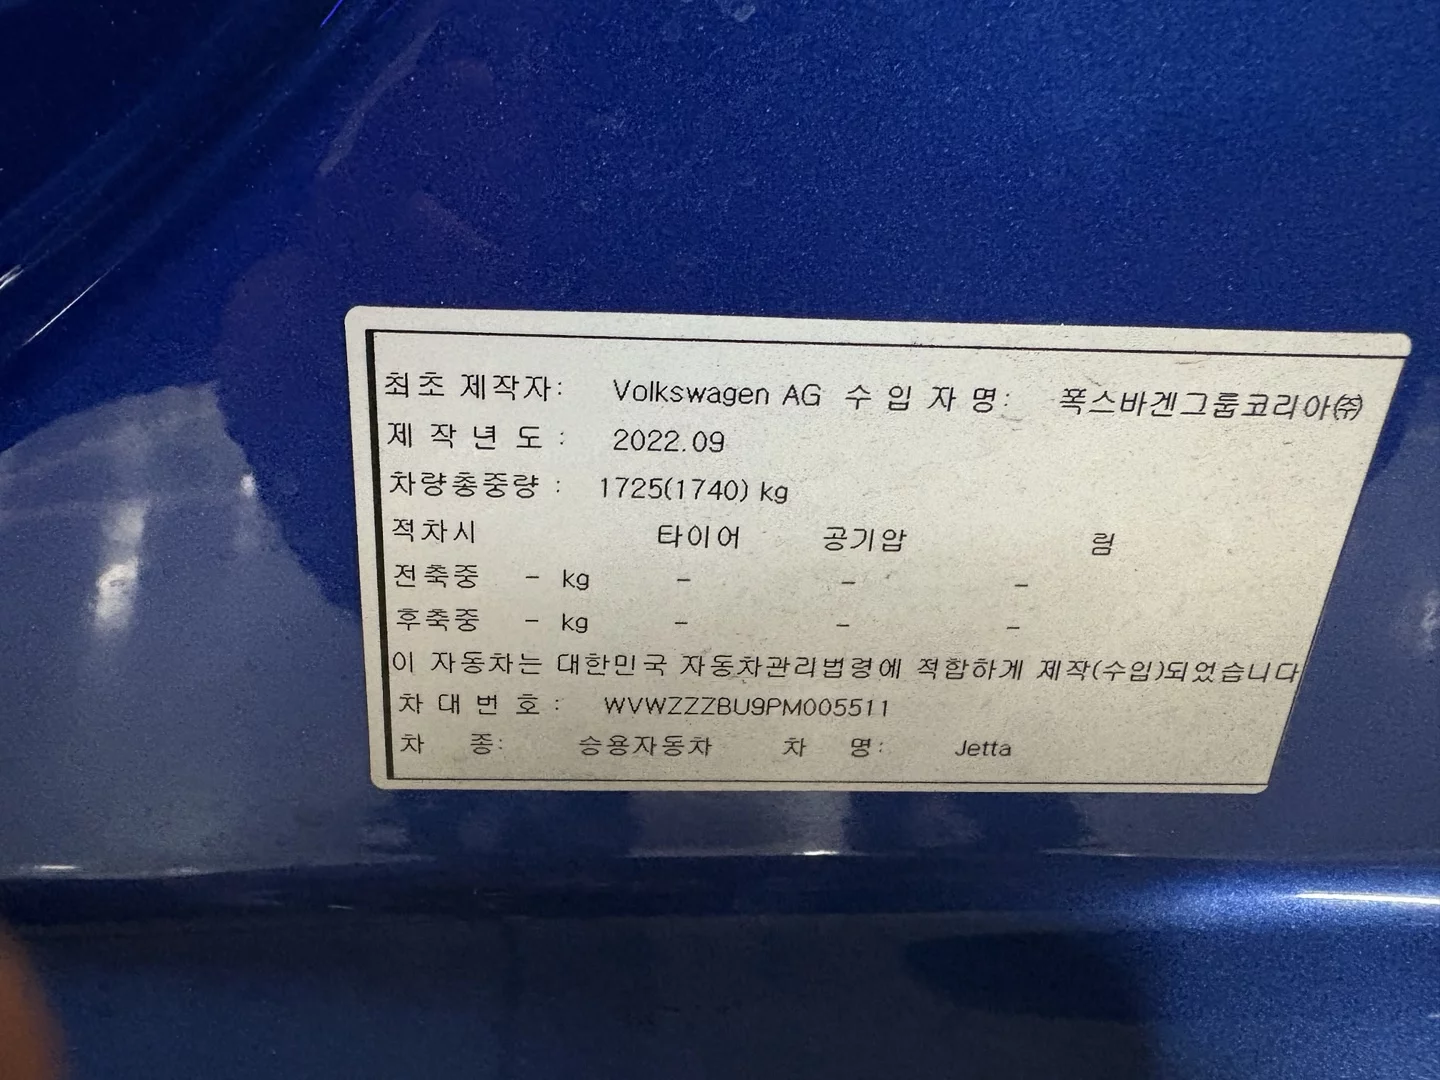 최초 제작자: Volkswagen AG 수 입 자 명: 폭스바겐그룹코리아㈜
제 작 년 도 : 2022.09
차량총중량 : 1725(1740) kg
적차시 타이어 공기압 림
전축중 - kg - - -
후축중 - kg - - -
이 자동차는 대한민국 자동차관리법령에 적합하게 제작(수입)되었습니다
차 대 번 호 : WVWZZZBU9PM005511
차 종: 승용자동차 차 명: Jetta